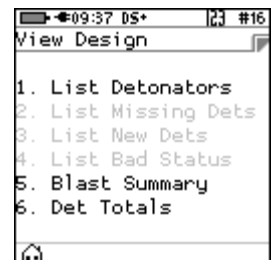 09:37 DS+ 123 #16
View Design
1. List Detonators
2. List Missing Dets
3. List New Dets
4. List Bad Status
5. Blast Summary
6. Det Totals